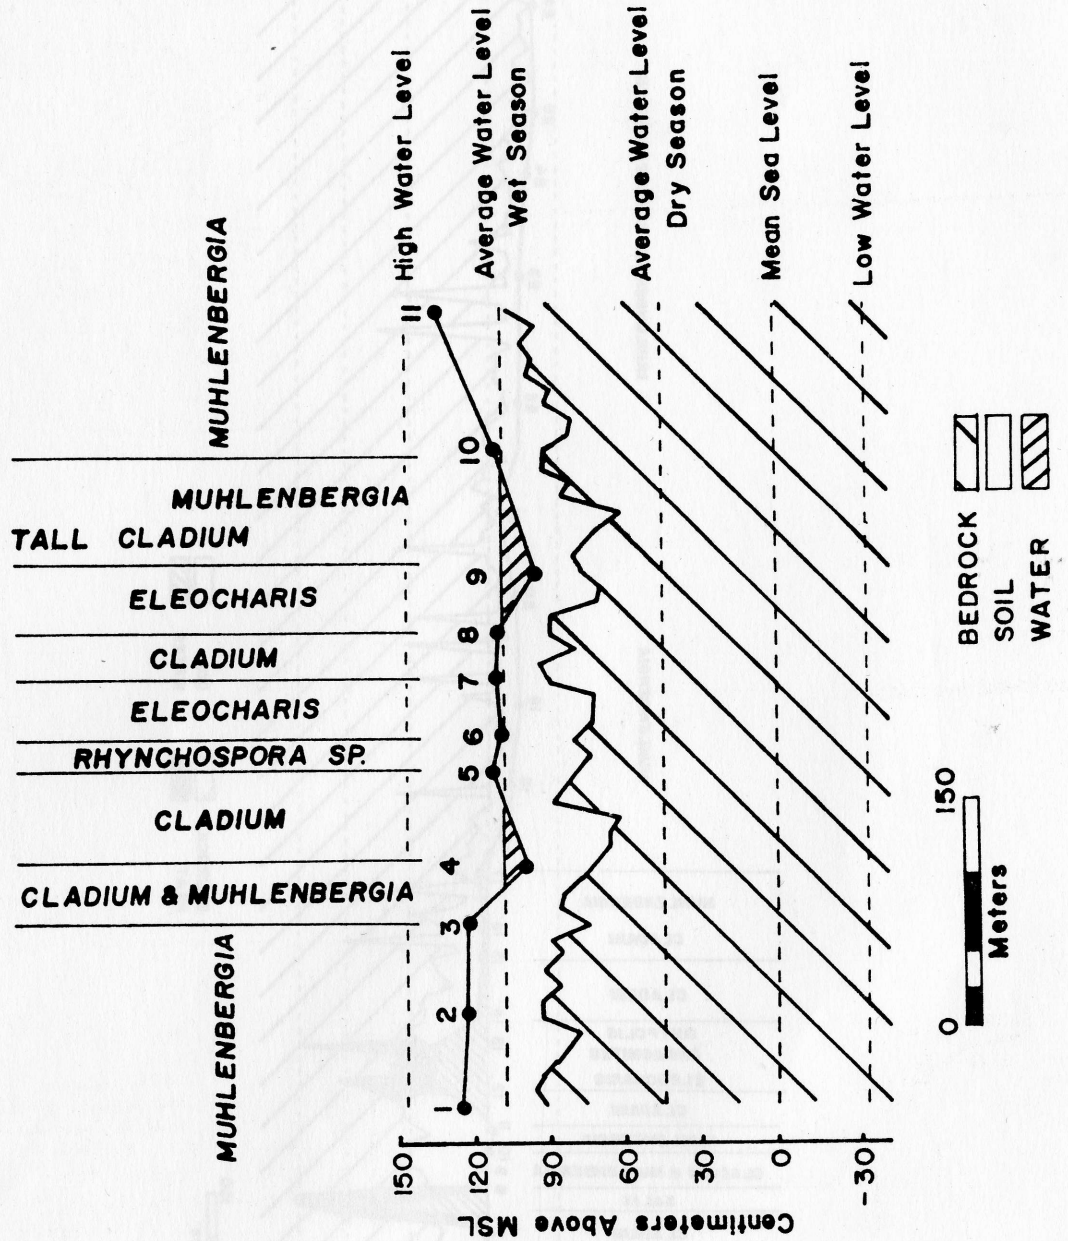 MUHLENBERGIA
CLADIUM & MUHLENBERGIA
CLADIUM
RHYNCHOSPORA SP.
ELEOCHARIS
CLADIUM
ELEOCHARIS
TALL CLADIUM
MUHLENBERGIA
MUHLENBERGIA
1 2 3 4 5 6 7 8 9 10 11
High Water Level
Average Water Level
Wet Season
Average Water Level
Dry Season
Mean Sea Level
Low Water Level
150
120
90
60
30
0
-30
Centimeters Above MSL
0 150
Meters
BEDROCK
SOIL
WATER